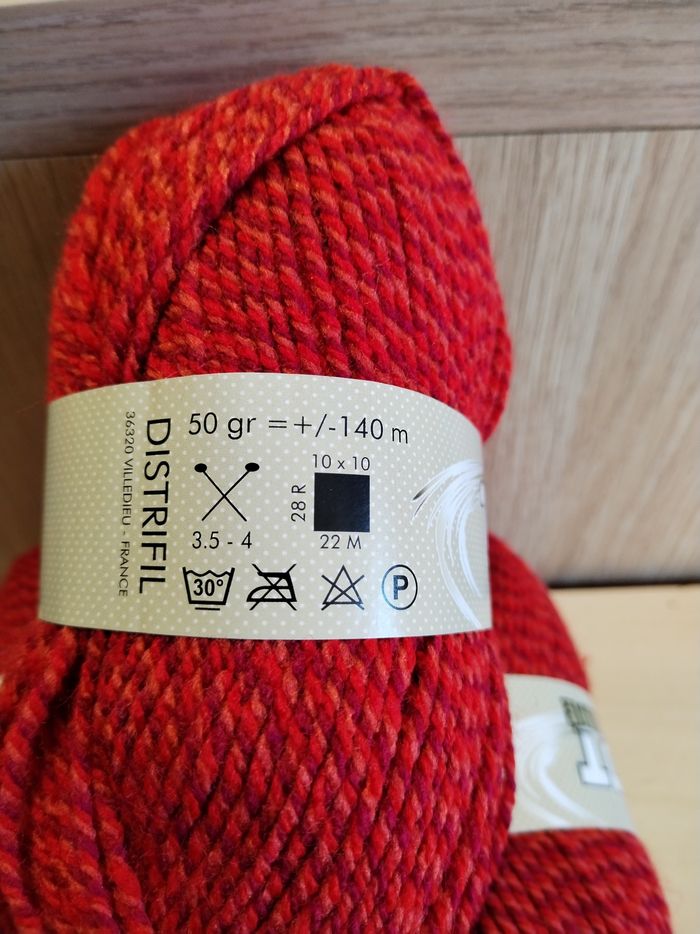 50 gr = +/-140 m
DISTRIFIL
36320 VILLEDIEU - FRANCE
10 x 10
28 R
3.5 - 4
22 M
30°
P